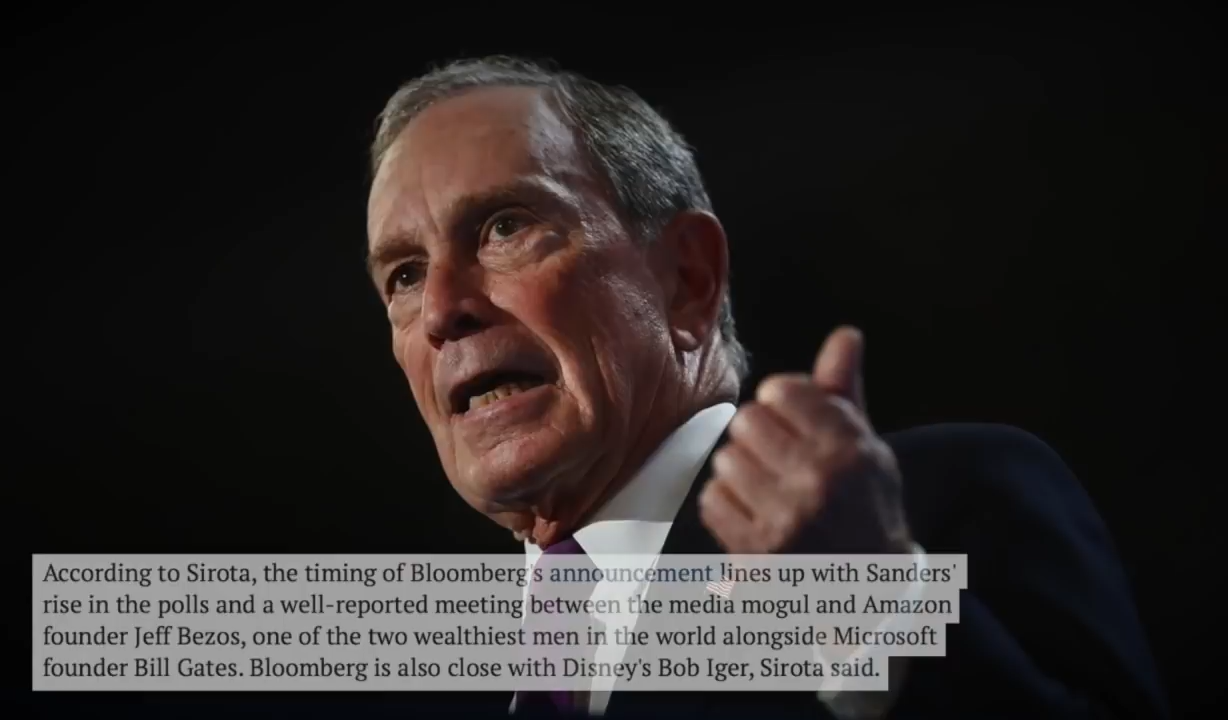 According to Sirota, the timing of Bloomberg's announcement lines up with Sanders'
rise in the polls and a well-reported meeting between the media mogul and Amazon
founder Jeff Bezos, one of the two wealthiest men in the world alongside Microsoft
founder Bill Gates. Bloomberg is also close with Disney's Bob Iger, Sirota said.